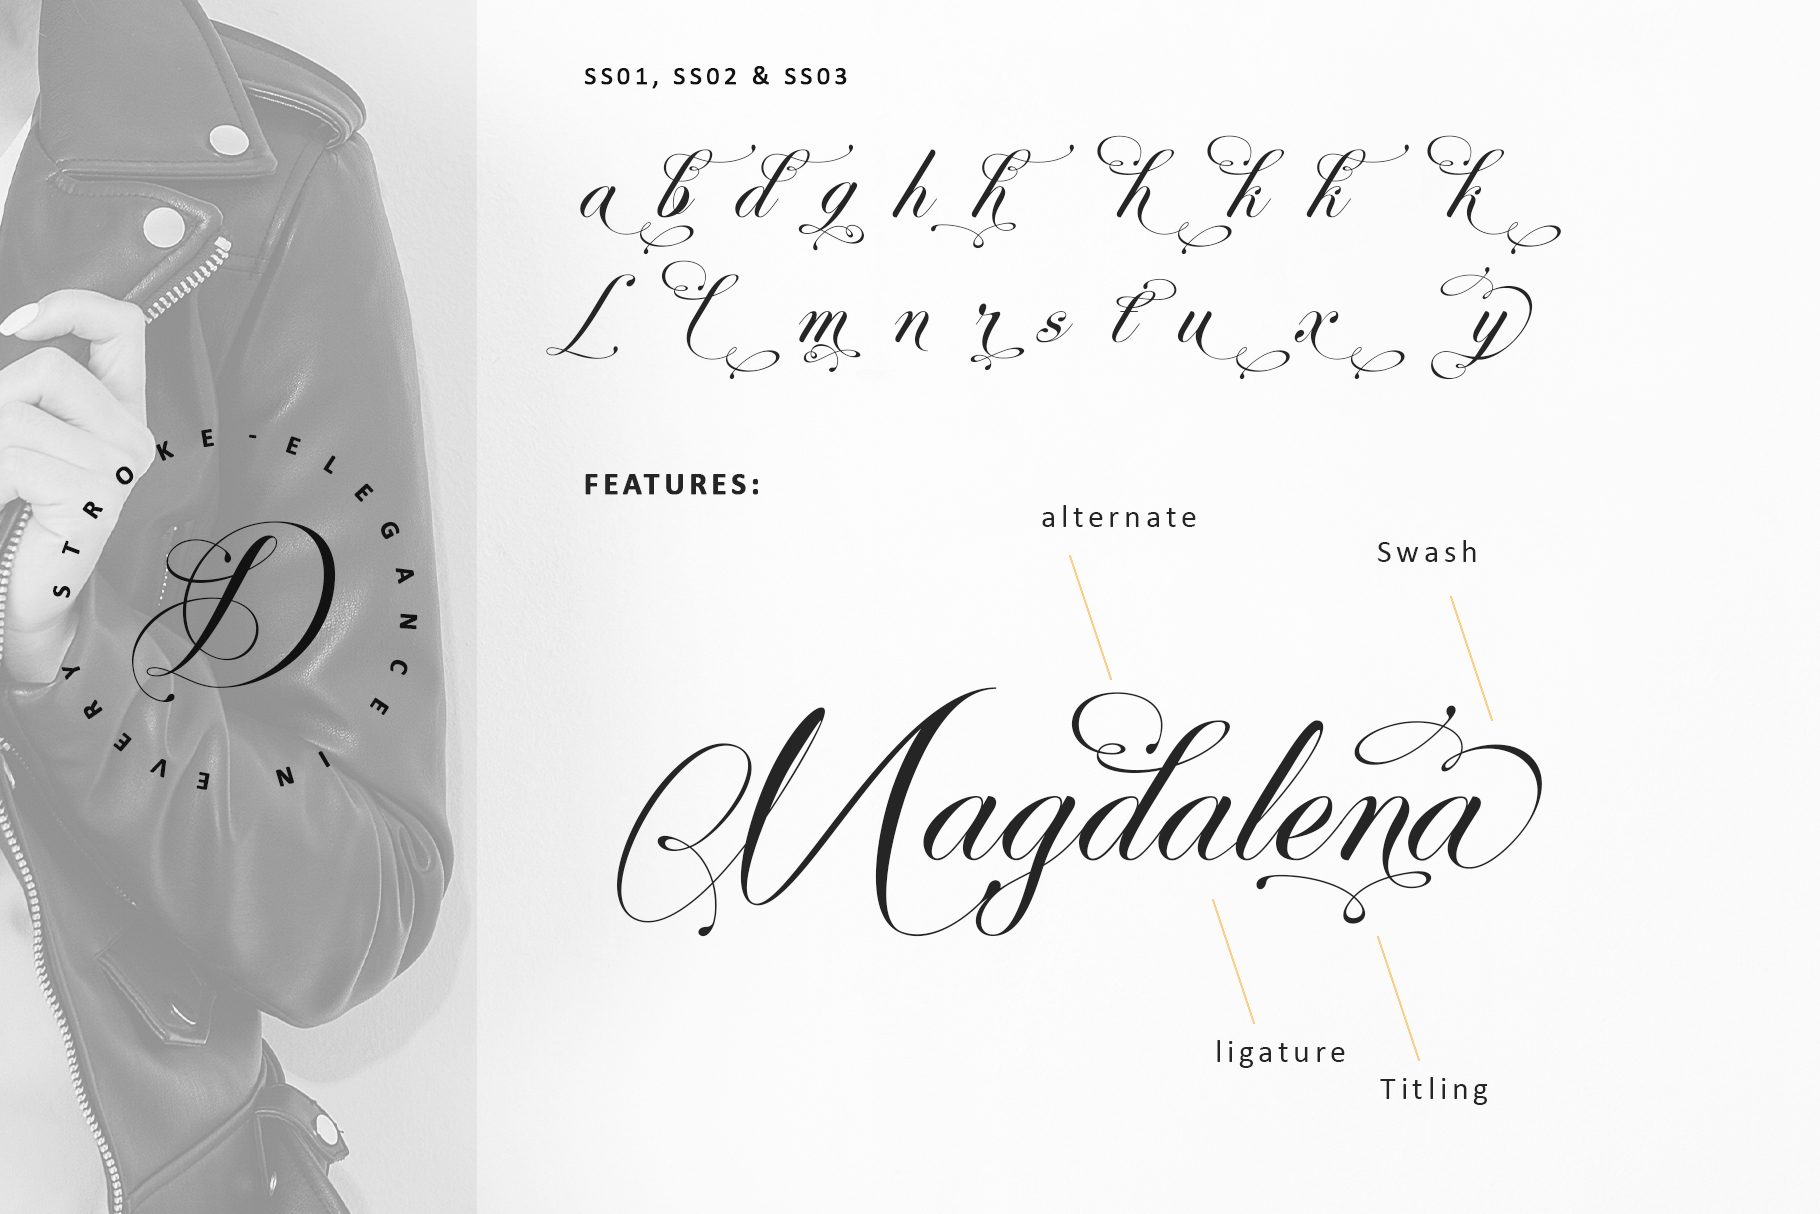 SS01, SS02 & SS03
a b d g h h h k k k
L l m n r s t u x y
FEATURES:
alternate
Swash
Magdalena
ligature
Titling
IN EVERY STROKE-ELEGANCE
D